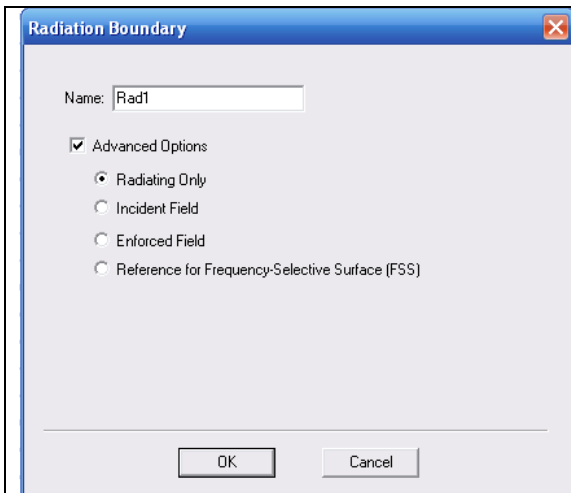 Radiation Boundary
Name: Rad1
Advanced Options
Radiating Only
Incident Field
Enforced Field
Reference for Frequency-Selective Surface (FSS)
OK Cancel